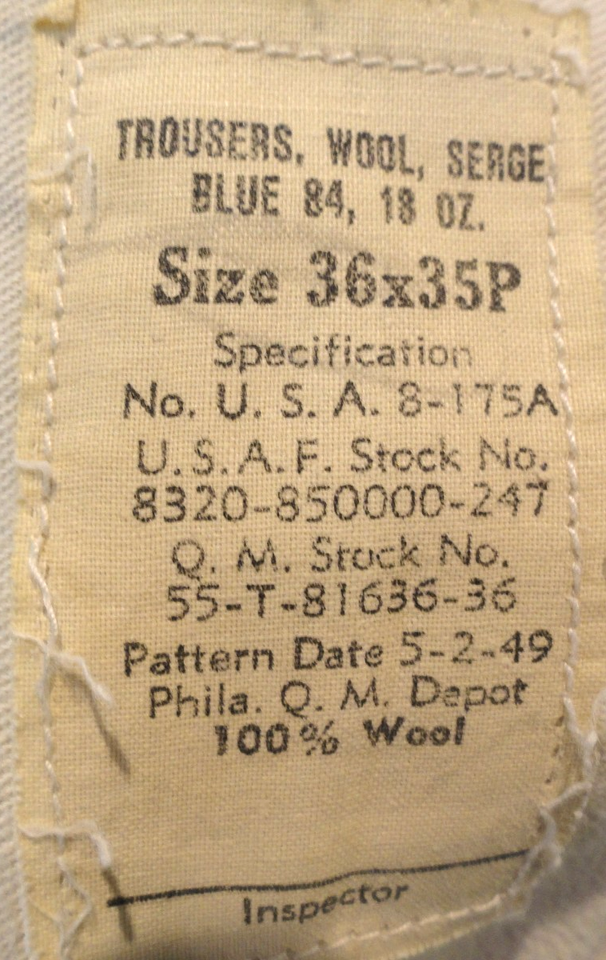 TROUSERS, WOOL, SERGE
BLUE 84, 18 OZ.
Size 36x35P
Specification
No. U. S. A. 8-175A
U.S.A.F. Stock No.
8320-850000-247
Q. M. Stock No.
55-T-81636-36
Pattern Date 5-2-49
Phila. Q. M. Depot
100% Wool
Inspector